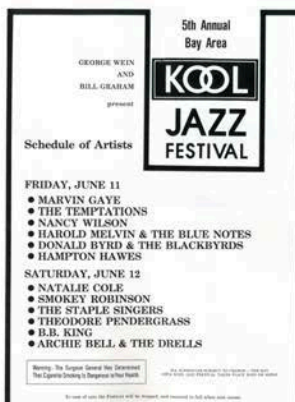 5th Annual
Bay Area
GEORGE WEIN
AND
BILL GRAHAM
present
KOOL
JAZZ
FESTIVAL
Schedule of Artists
FRIDAY, JUNE 11
● MARVIN GAYE
● THE TEMPTATIONS
● NANCY WILSON
● HAROLD MELVIN & THE BLUE NOTES
● DONALD BYRD & THE BLACKBYRDS
● HAMPTON HAWES
SATURDAY, JUNE 12
● NATALIE COLE
● SMOKEY ROBINSON
● THE STAPLE SINGERS
● THEODORE PENDERGRASS
● B.B. KING
● ARCHIE BELL & THE DRELLS
Warning: The Surgeon General Has Determined
That Cigarette Smoking Is Dangerous to Your Health.